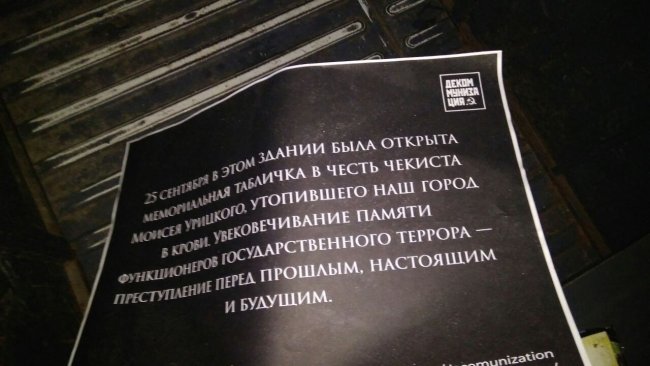 ДЕКОМ
МУНИЗА
ЦИЯ
25 СЕНТЯБРЯ В ЭТОМ ЗДАНИИ БЫЛА ОТКРЫТА
МЕМОРИАЛЬНАЯ ТАБЛИЧКА В ЧЕСТЬ ЧЕКИСТА
МОИСЕЯ УРИЦКОГО, УТОПИВШЕГО НАШ ГОРОД
В КРОВИ. УВЕКОВЕЧИВАНИЕ ПАМЯТИ
ФУНКЦИОНЕРОВ ГОСУДАРСТВЕННОГО ТЕРРОРА —
ПРЕСТУПЛЕНИЕ ПЕРЕД ПРОШЛЫМ, НАСТОЯЩИМ
И БУДУЩИМ.